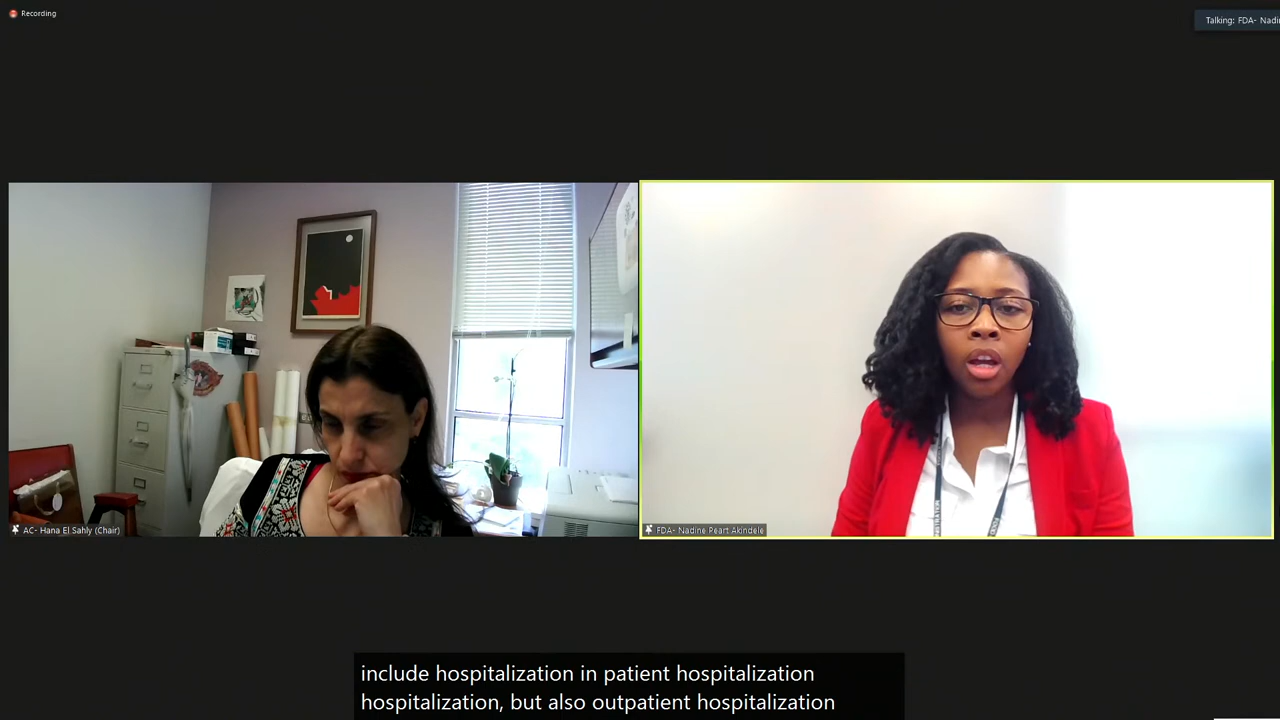 Recording
Talking: FDA- Nadi
AC- Hana El Sahly (Chair)
FDA- Nadine Peart Akindele
include hospitalization in patient hospitalization
hospitalization, but also outpatient hospitalization